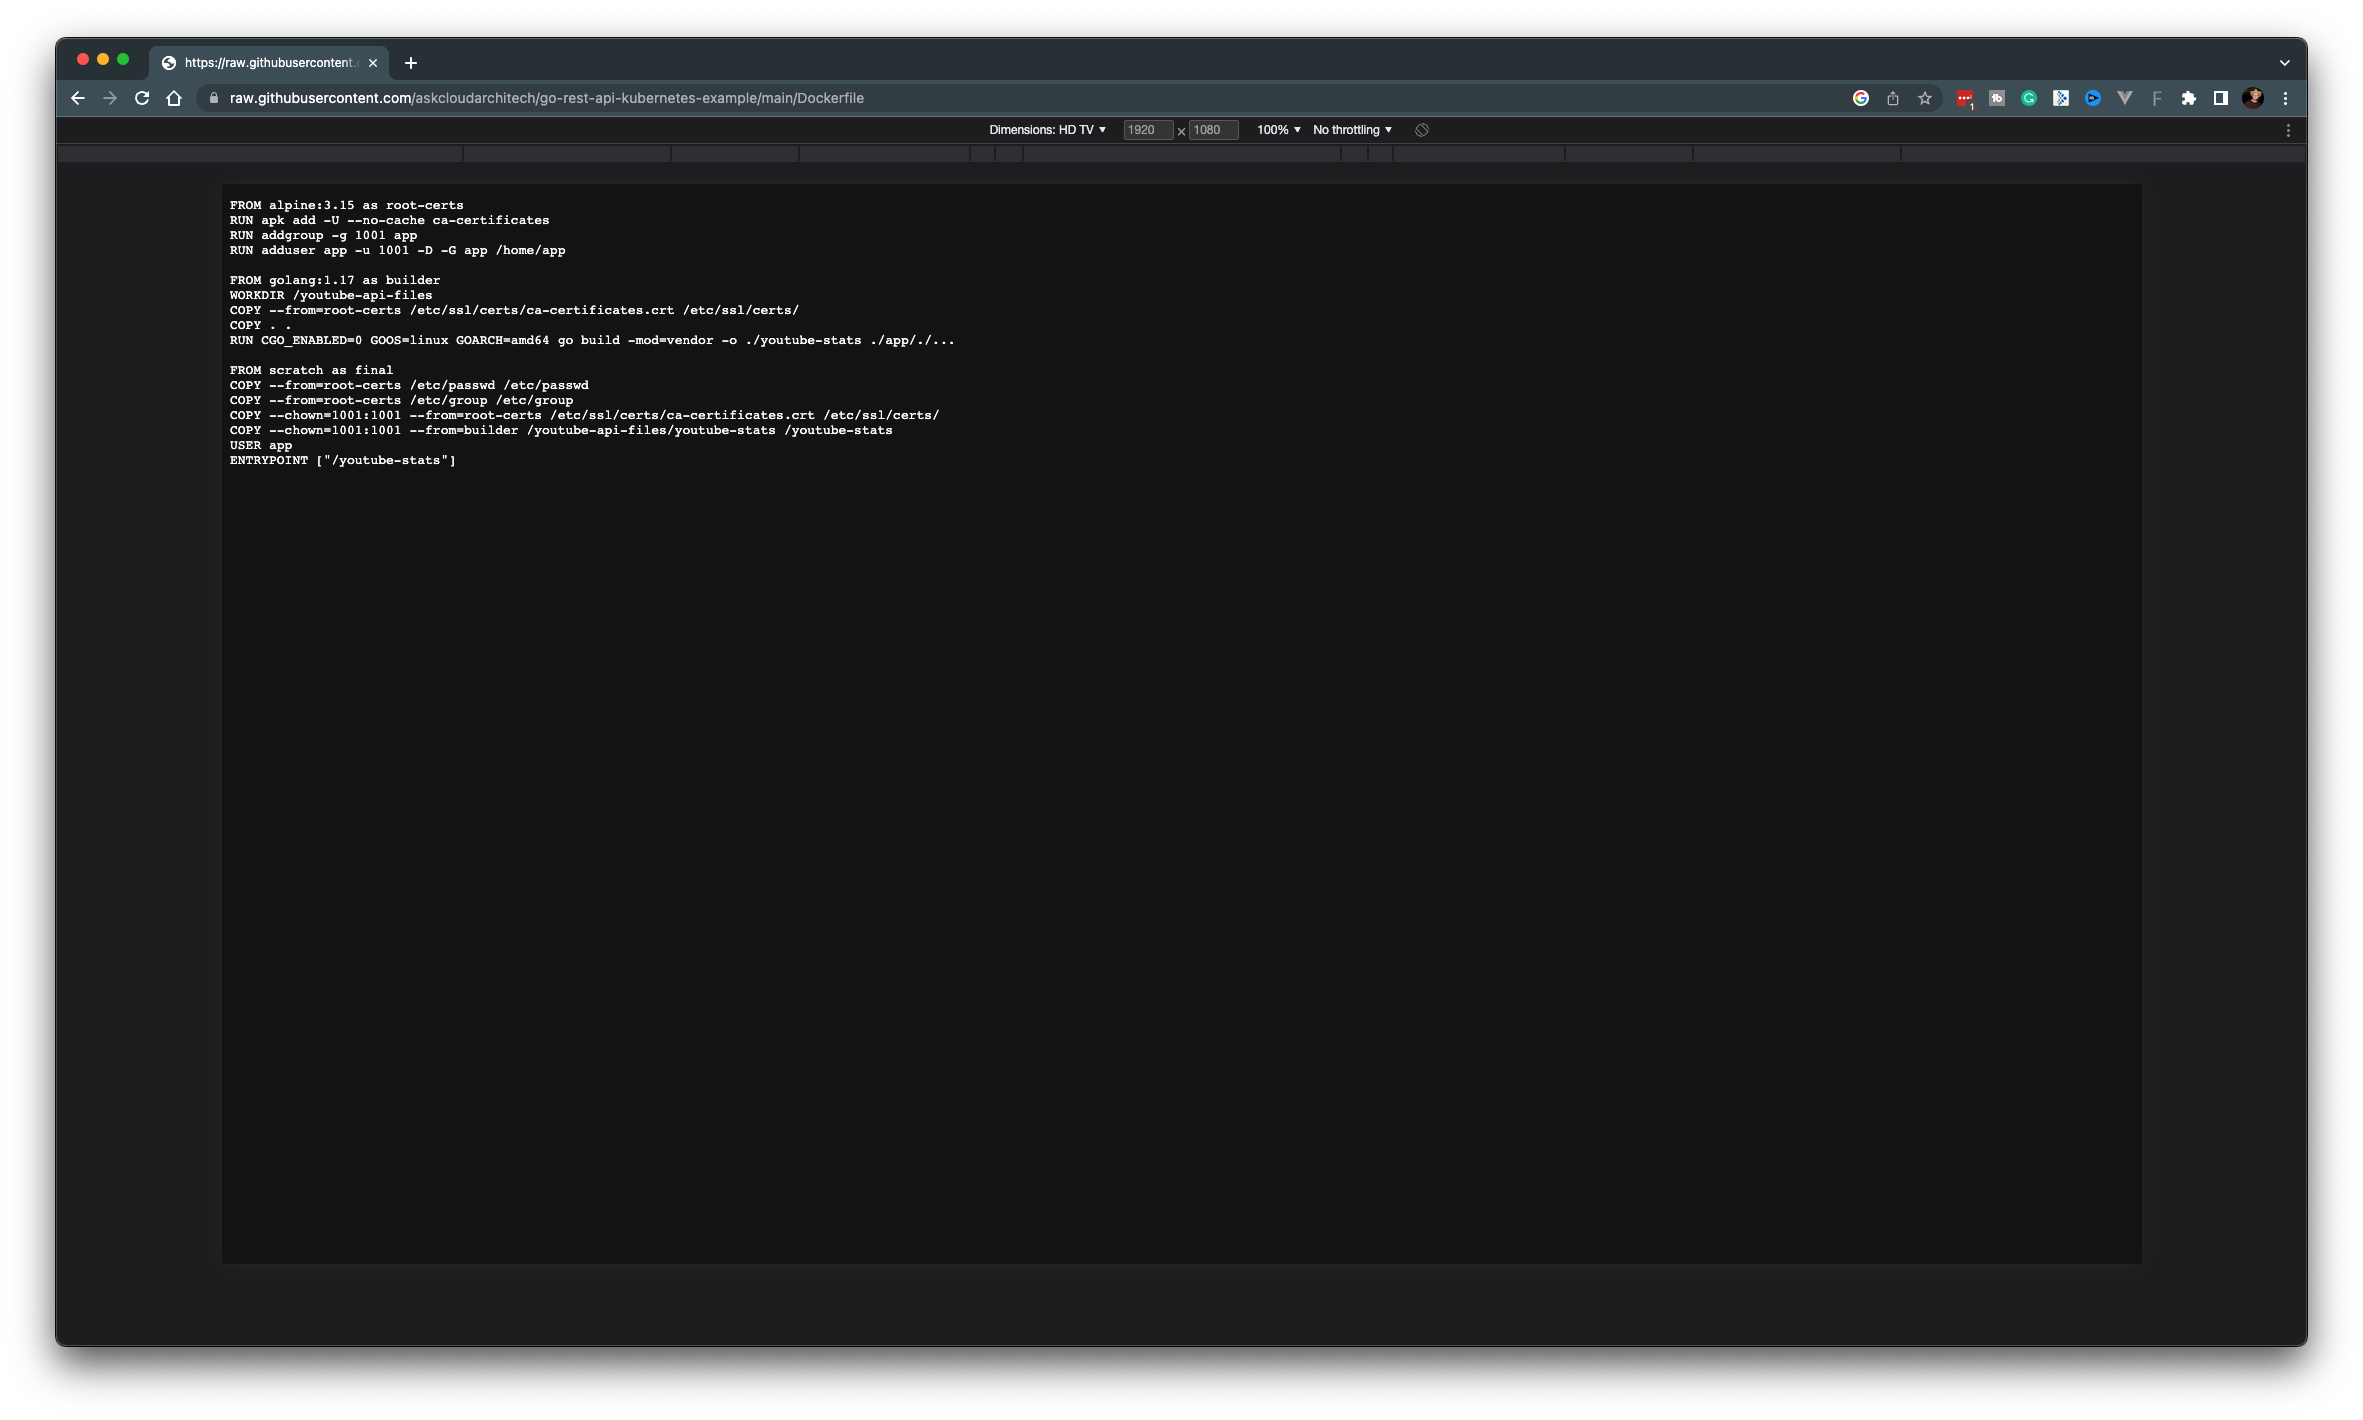 https://raw.githubusercontent.
raw.githubusercontent.com/askcloudarchitech/go-rest-api-kubernetes-example/main/Dockerfile
1
Dimensions: HD TV ▼ 1920 × 1080 100% ▼ No throttling ▼
FROM alpine:3.15 as root-certs
RUN apk add -U --no-cache ca-certificates
RUN addgroup -g 1001 app
RUN adduser app -u 1001 -D -G app /home/app
FROM golang:1.17 as builder
WORKDIR /youtube-api-files
COPY --from=root-certs /etc/ssl/certs/ca-certificates.crt /etc/ssl/certs/
COPY . .
RUN CGO_ENABLED=0 GOOS=linux GOARCH=amd64 go build -mod=vendor -o ./youtube-stats ./app/./...
FROM scratch as final
COPY --from=root-certs /etc/passwd /etc/passwd
COPY --from=root-certs /etc/group /etc/group
COPY --chown=1001:1001 --from=root-certs /etc/ssl/certs/ca-certificates.crt /etc/ssl/certs/
COPY --chown=1001:1001 --from=builder /youtube-api-files/youtube-stats /youtube-stats
USER app
ENTRYPOINT ["/youtube-stats"]